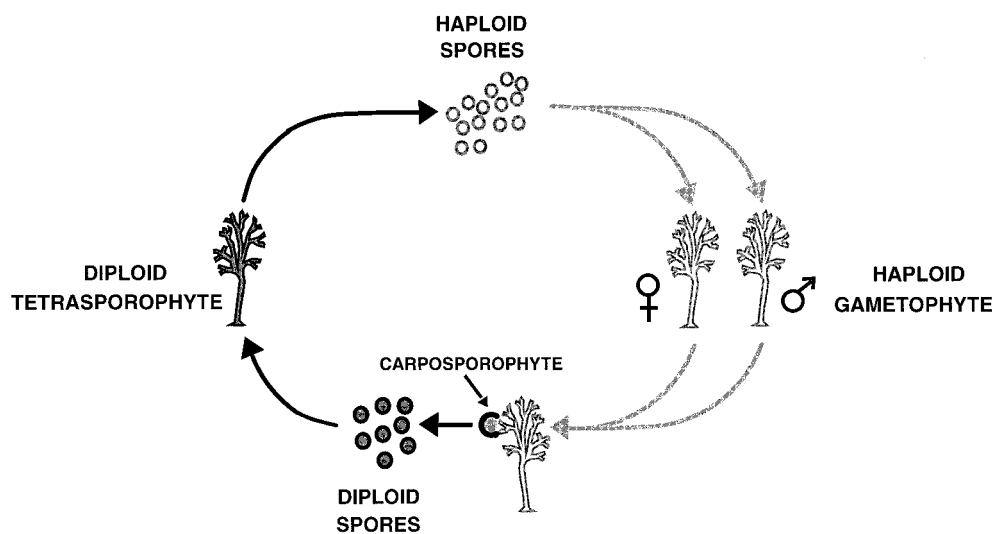 HAPLOID
SPORES
DIPLOID
TETRASPOROPHYTE
HAPLOID
GAMETOPHYTE
CARPOSPOROPHYTE
DIPLOID
SPORES